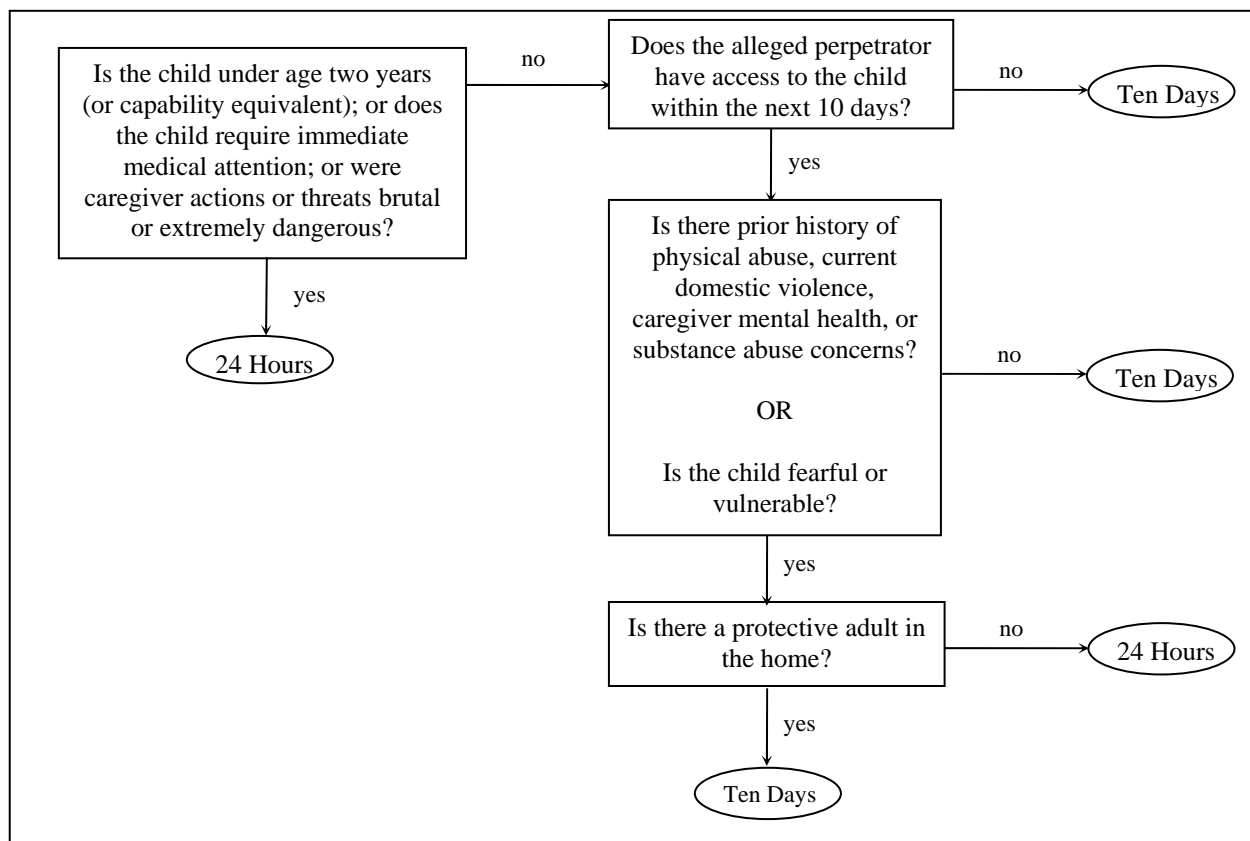 Is the child under age two years
(or capability equivalent); or does
the child require immediate
medical attention; or were
caregiver actions or threats brutal
or extremely dangerous?
no
yes
24 Hours
Does the alleged perpetrator
have access to the child
within the next 10 days?
no
Ten Days
yes
Is there prior history of
physical abuse, current
domestic violence,
caregiver mental health, or
substance abuse concerns?
OR
Is the child fearful or
vulnerable?
no
Ten Days
yes
Is there a protective adult in
the home?
no
24 Hours
yes
Ten Days